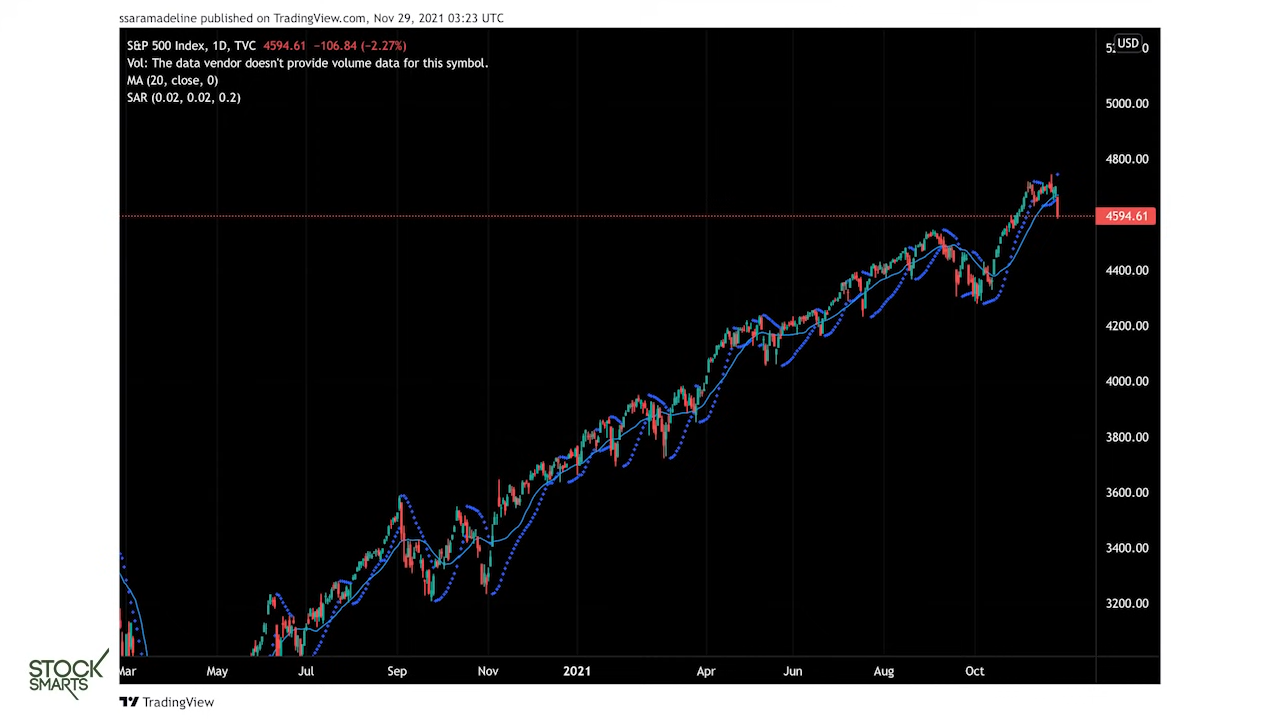 ssaramadeline published on TradingView.com, Nov 29, 2021 03:23 UTC
S&P 500 Index, 1D, TVC 4594.61 −106.84 (−2.27%)
Vol: The data vendor doesn't provide volume data for this symbol.
MA (20, close, 0)
SAR (0.02, 0.02, 0.2)
USD
5000.00
4800.00
4594.61
4400.00
4200.00
4000.00
3800.00
3600.00
3400.00
3200.00
Mar May Jul Sep Nov 2021 Apr Jun Aug Oct
STOCK
SMARTS
TradingView